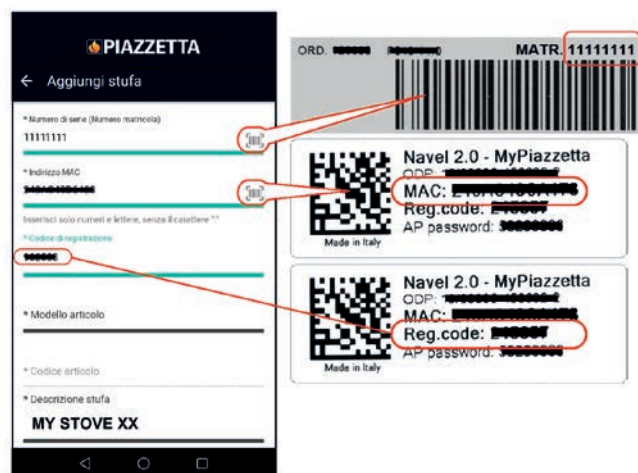 PIAZZETTA
← Aggiungi stufa
* Numero di serie (Numero matricola)
11111111
* Indirizzo MAC
Inserisci solo numeri e lettere, senza il carattere ":"
* Codice di registrazione
* Modello articolo
* Codice articolo
* Descrizione stufa
MY STOVE XX
ORD.
MATR. 11111111
Navel 2.0 - MyPiazzetta
ODP:
MAC:
Reg.code:
AP password:
Made in Italy
Navel 2.0 - MyPiazzetta
ODP:
MAC:
Reg.code:
AP password:
Made in Italy